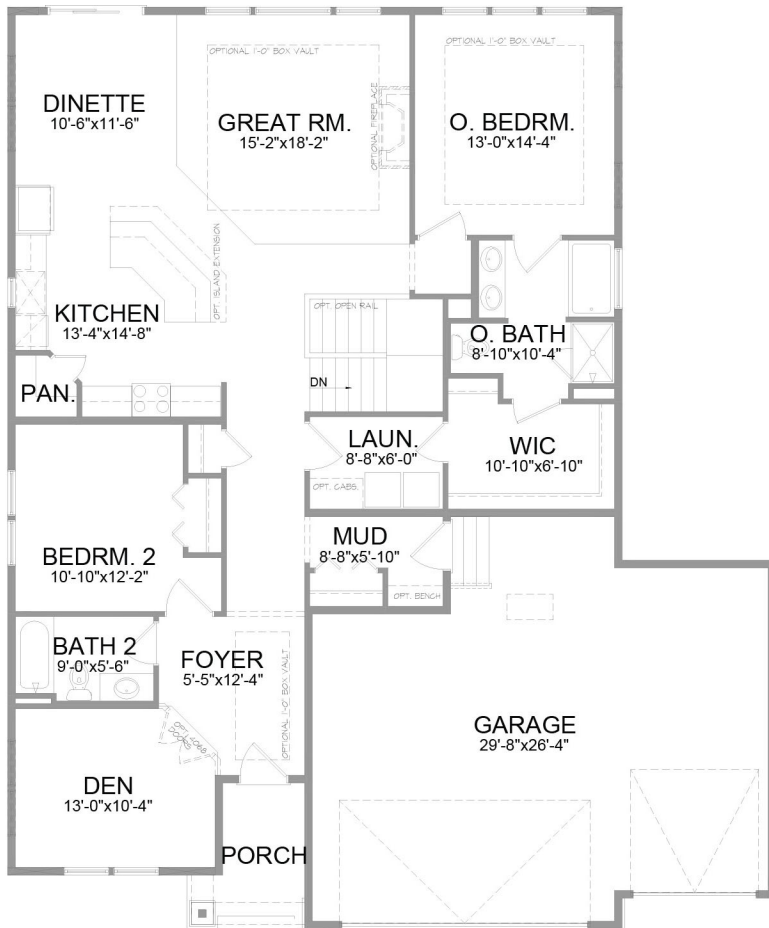 OPTIONAL 1'-0" BOX VAULT
OPTIONAL 1'-0" BOX VAULT
DINETTE
10'-6"x11'-6"
GREAT RM.
15'-2"x18'-2"
OPTIONAL FIREPLACE
O. BEDRM.
13'-0"x14'-4"
OPT. ISLAND EXTENSION
KITCHEN
13'-4"x14'-8"
OPT. OPEN RAIL
O. BATH
8'-10"x10'-4"
PAN.
DN
LAUN.
8'-8"x6'-0"
WIC
10'-10"x6'-10"
OPT. CABS.
BEDRM. 2
10'-10"x12'-2"
MUD
8'-8"x5'-10"
OPT. BENCH
BATH 2
9'-0"x5'-6"
FOYER
5'-5"x12'-4"
OPTIONAL 1'-0" BOX VAULT
OPT. 4068
DOORS
GARAGE
29'-8"x26'-4"
DEN
13'-0"x10'-4"
PORCH